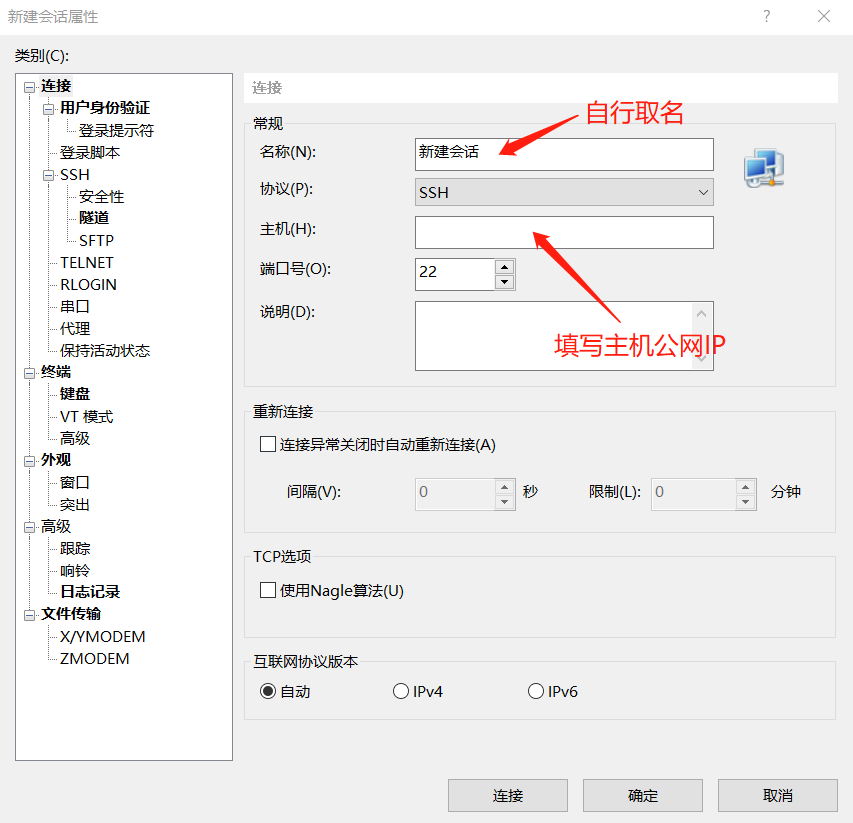 新建会话属性
类别(C):
连接
用户身份验证
登录提示符
登录脚本
SSH
安全性
隧道
SFTP
TELNET
RLOGIN
串口
代理
保持活动状态
终端
键盘
VT 模式
高级
外观
窗口
突出
高级
跟踪
响铃
日志记录
文件传输
X/YMODEM
ZMODEM
连接
常规
自行取名
名称(N): 新建会话
协议(P): SSH
主机(H):
端口号(O): 22
说明(D):
填写主机公网IP
重新连接
连接异常关闭时自动重新连接(A)
间隔(V): 0 秒 限制(L): 0 分钟
TCP选项
使用Nagle算法(U)
互联网协议版本
自动 IPv4 IPv6
连接 确定 取消